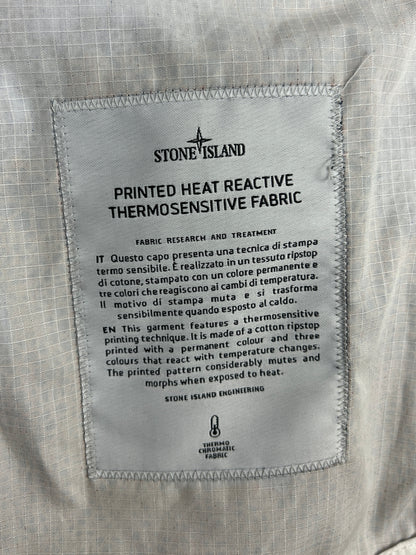 STONE ISLAND
PRINTED HEAT REACTIVE
THERMOSENSITIVE FABRIC
FABRIC RESEARCH AND TREATMENT
IT Questo capo presenta una tecnica di stampa
termo sensibile. È realizzato in un tessuto ripstop
di cotone, stampato con un colore permanente e
tre colori che reagiscono ai cambi di temperatura.
Il motivo di stampa muta e si trasforma
sensibilmente quando esposto al caldo.
EN This garment features a thermosensitive
printing technique. It is made of a cotton ripstop
printed with a permanent colour and three
colours that react with temperature changes.
The printed pattern considerably mutes and
morphs when exposed to heat.
STONE ISLAND ENGINEERING
THERMO
CHROMATIC
FABRIC